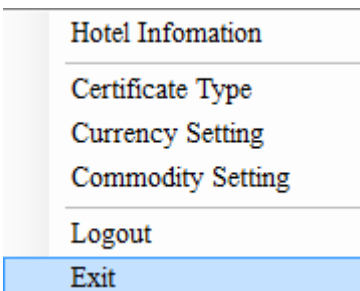 Hotel Infomation
Certificate Type
Currency Setting
Commodity Setting
Logout
Exit